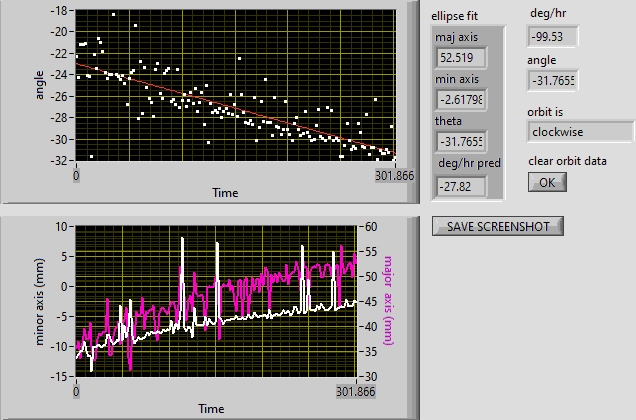 -18
-20
-22
-24
-26
-28
-30
-32
angle
0
301.866
Time
ellipse fit
maj axis
52.519
min axis
-2.61798
theta
-31.7655
deg/hr pred
-27.82
deg/hr
-99.53
angle
-31.7655
orbit is
clockwise
clear orbit data
OK
SAVE SCREENSHOT
10
5
0
-5
-10
-15
minor axis (mm)
60
55
50
45
40
35
30
major axis (mm)
0
301.866
Time